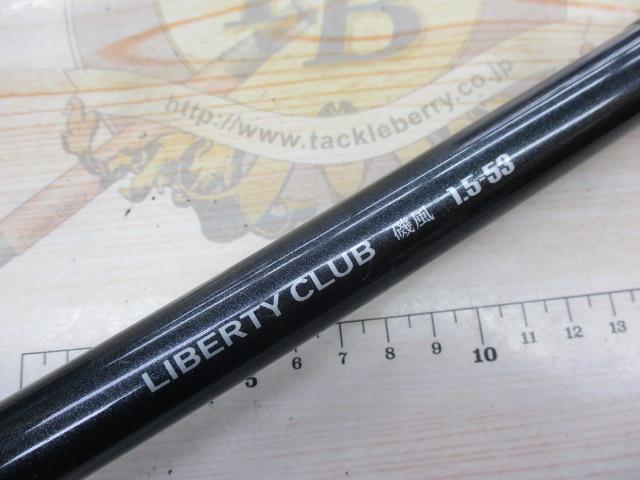 B
http://www.tackleberry.co.jp
LIBERTY CLUB 磯風 1.5-53
5 6 7 8 9 10 11 12 13